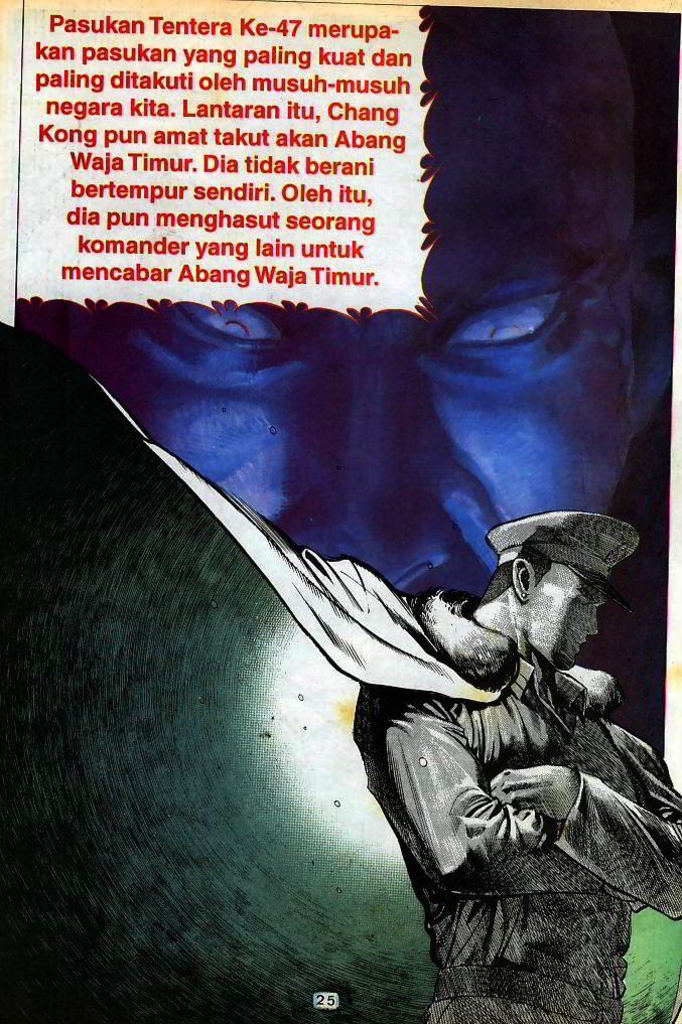 Pasukan Tentera Ke-47 merupa-
kan pasukan yang paling kuat dan
paling ditakuti oleh musuh-musuh
negara kita. Lantaran itu, Chang
Kong pun amat takut akan Abang
Waja Timur. Dia tidak berani
bertempur sendiri. Oleh itu,
dia pun menghasut seorang
komander yang lain untuk
mencabar Abang Waja Timur.
25